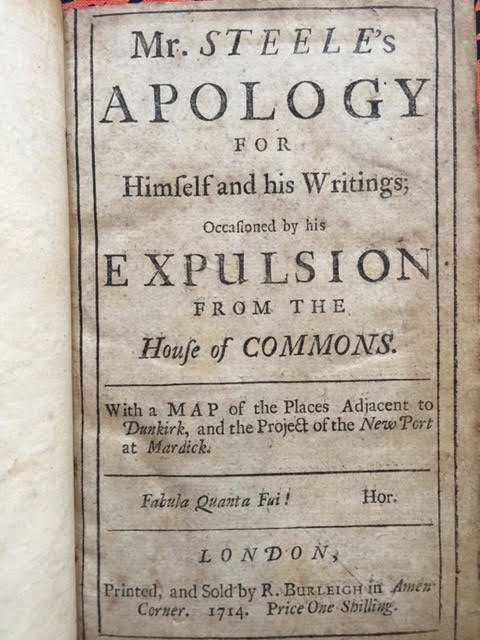 Mr. STEELE's
APOLOGY
FOR
Himſelf and his Writings;
Occaſioned by his
EXPULSION
FROM THE
Houſe of COMMONS.
With a MAP of the Places Adjacent to
Dunkirk, and the Project of the New Port
at Mardick.
Fabula Quanta Fui! Hor.
LONDON,
Printed, and Sold by R. BURLEIGH in Amen-
Corner. 1714. Price One Shilling.